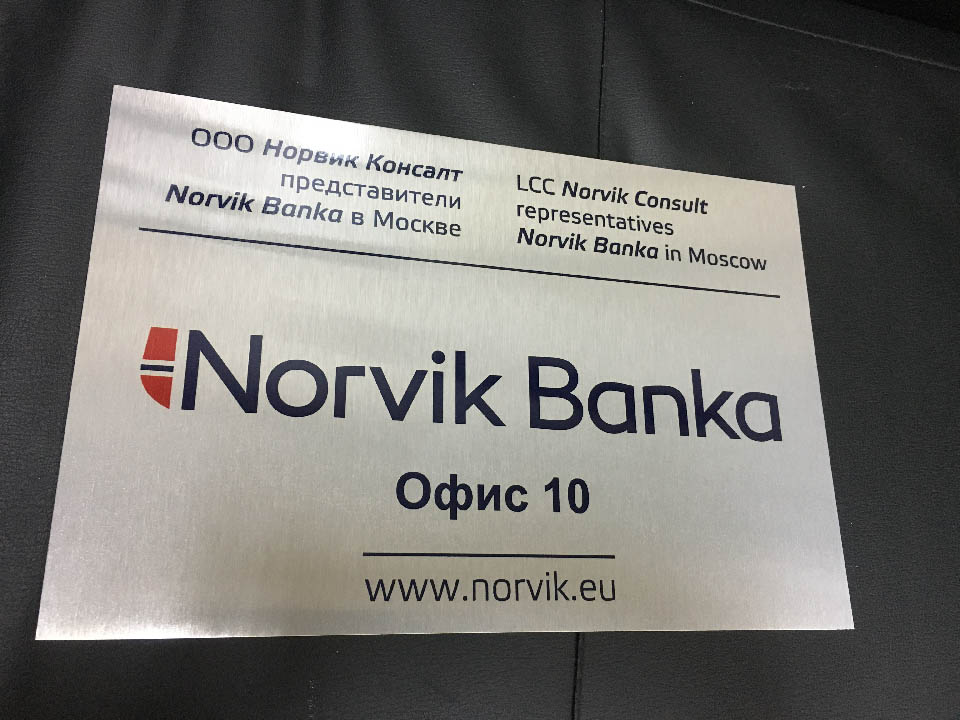 ООО Норвик Консалт
представители
Norvik Banka в Москве
LCC Norvik Consult
representatives
Norvik Banka in Moscow
Norvik Banka
Офис 10
www.norvik.eu